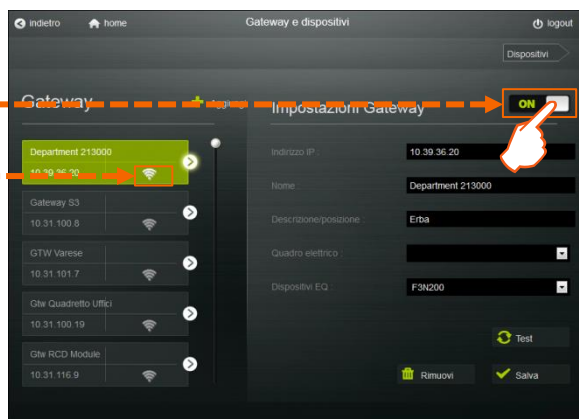 indietro
home
Gateway e dispositivi
logout
Dispositivi
Gateway
Aggiungi
Impostazioni Gateway
ON
Department 213000
10.39.36.20
Gateway S3
10.31.100.8
GTW Varese
10.31.101.7
Gtw Quadretto Uffici
10.31.100.19
Gtw RCD Module
10.31.116.9
Indirizzo IP :
10.39.36.20
Nome :
Department 213000
Descrizione/posizione :
Erba
Quadro elettrico :
Dispositivi EQ :
F3N200
Test
Rimuovi
Salva